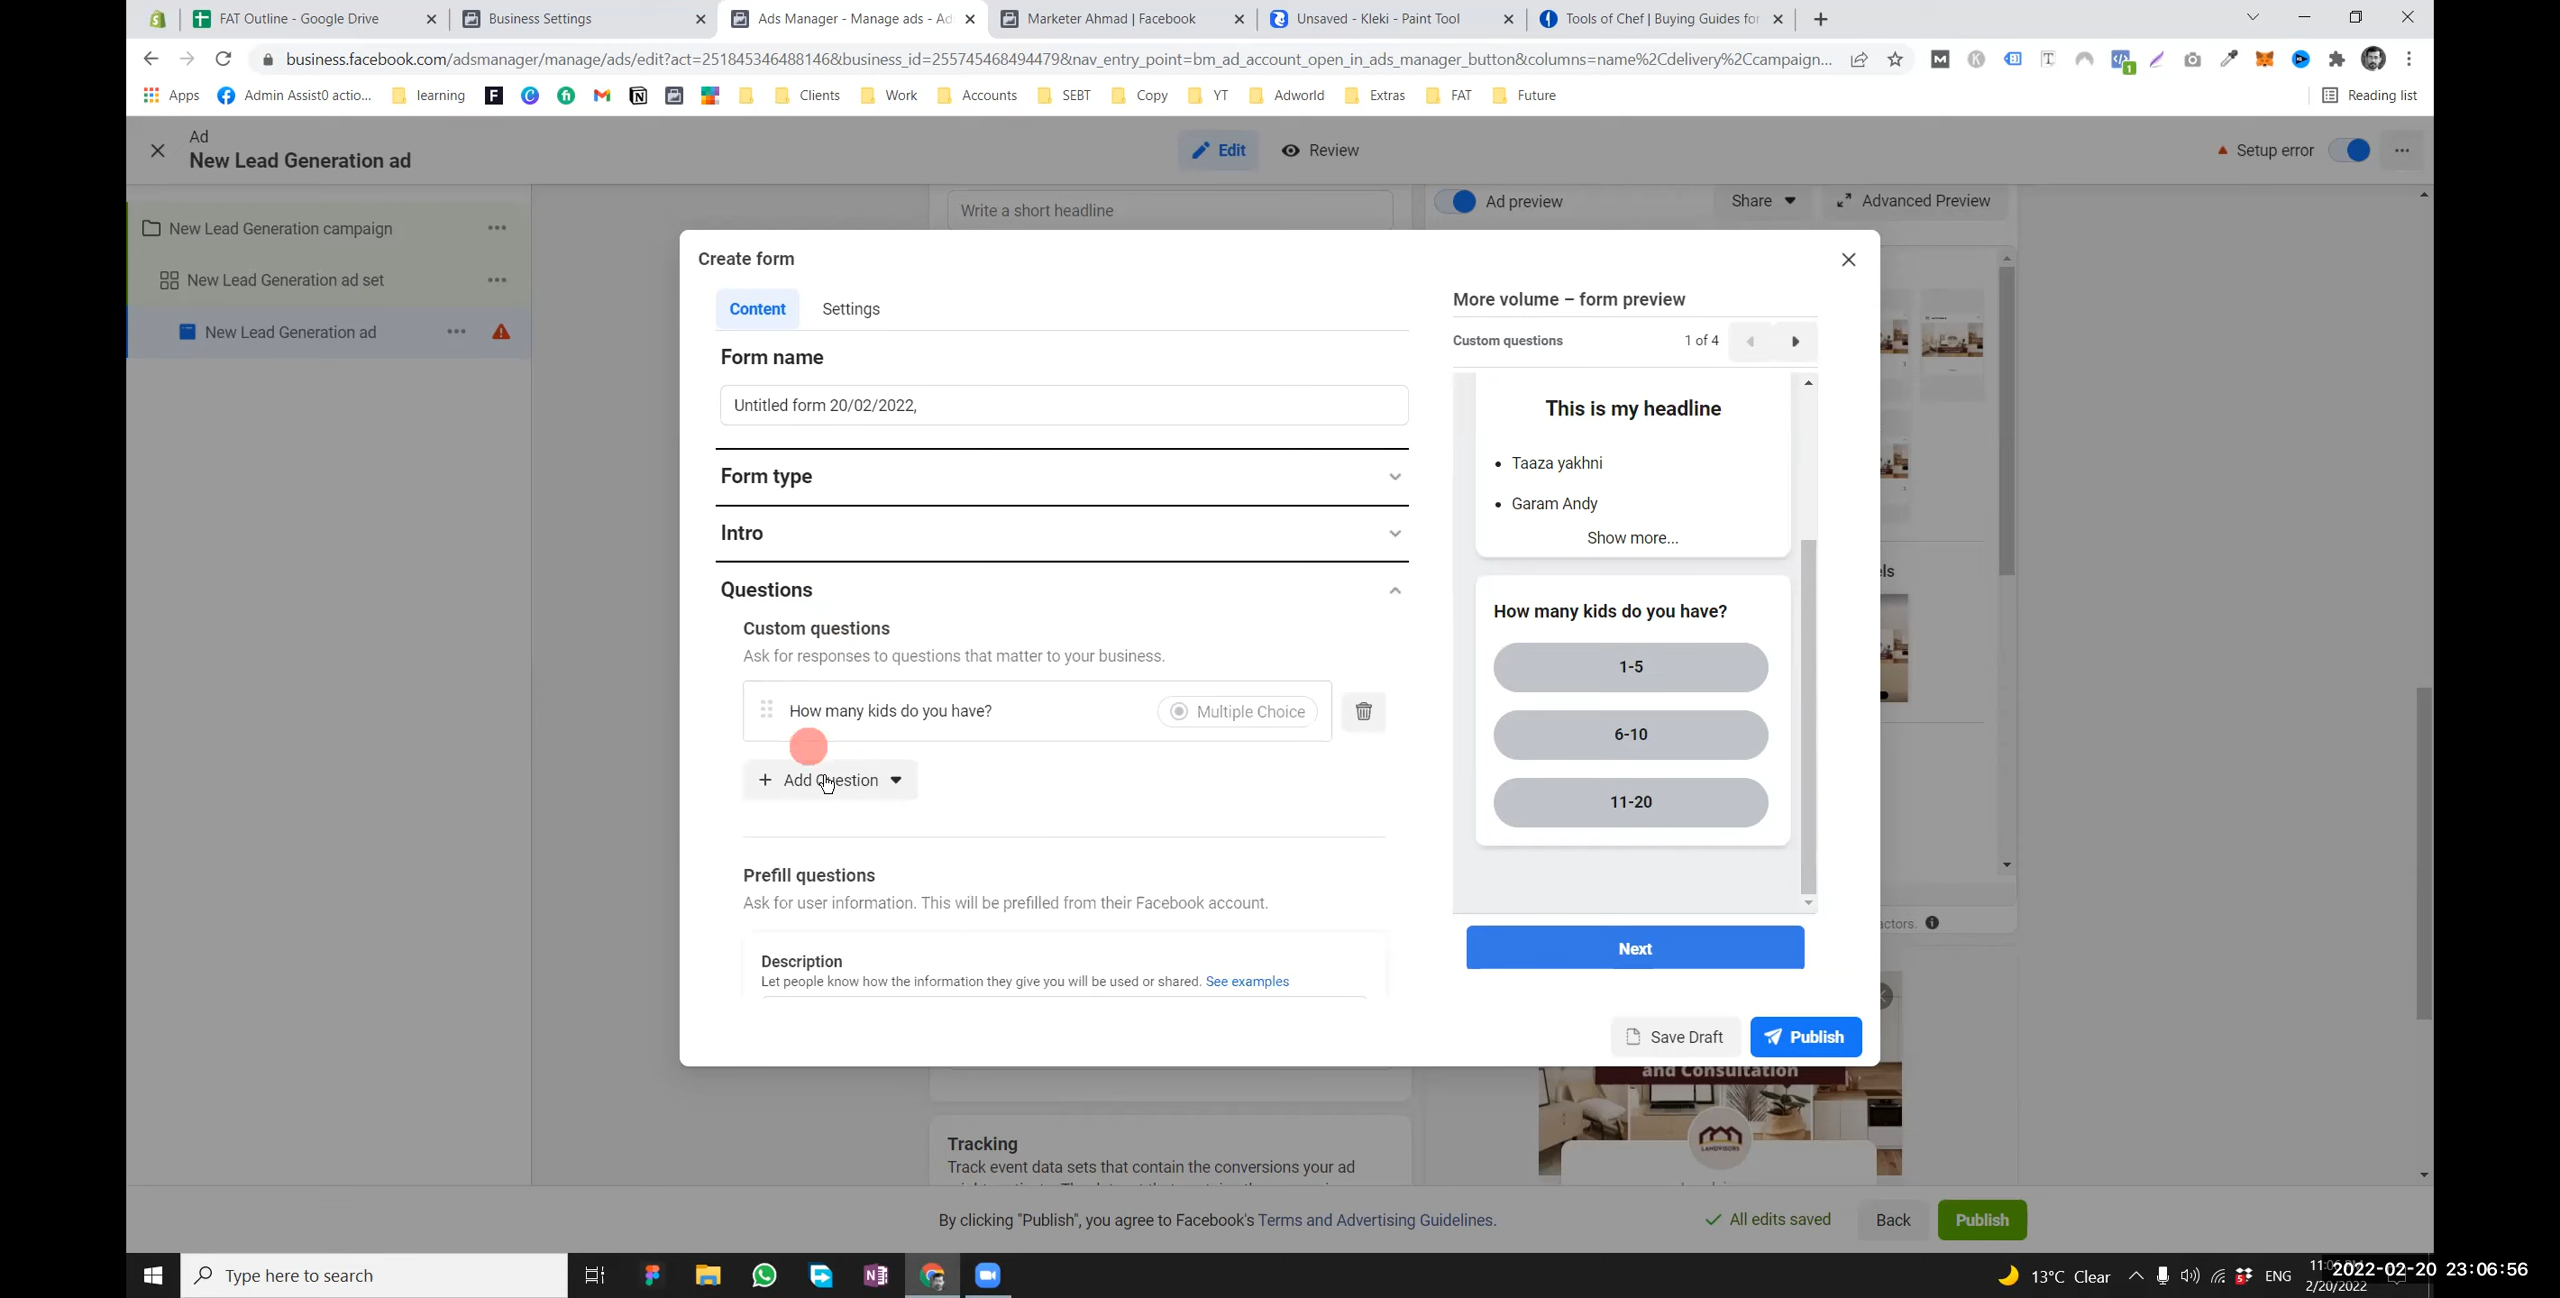 FAT Outline - Google Drive
Business Settings
Ads Manager - Manage ads - Ad
Marketer Ahmad | Facebook
Unsaved - Kleki - Paint Tool
Tools of Chef | Buying Guides for
business.facebook.com/adsmanager/manage/ads/edit?act=251845346488146&business_id=255745468494479&nav_entry_point=bm_ad_account_open_in_ads_manager_button&columns=name%2Cdelivery%2Ccampaign...
Apps
Admin Assist0 actio...
learning
Clients
Work
Accounts
SEBT
Copy
YT
Adworld
Extras
FAT
Future
Reading list
Ad
New Lead Generation ad
Edit
Review
Setup error
New Lead Generation campaign
New Lead Generation ad set
New Lead Generation ad
Write a short headline
Ad preview
Share
Advanced Preview
Create form
Content
Settings
Form name
Untitled form 20/02/2022,
Form type
Intro
Questions
Custom questions
Ask for responses to questions that matter to your business.
How many kids do you have?
Multiple Choice
+ Add Question
Prefill questions
Ask for user information. This will be prefilled from their Facebook account.
Description
Let people know how the information they give you will be used or shared. See examples
More volume – form preview
Custom questions
1 of 4
This is my headline
• Taaza yakhni
• Garam Andy
Show more...
How many kids do you have?
1-5
6-10
11-20
Next
Save Draft
Publish
els
actors.
and Consultation
LANDVISORS
Tracking
Track event data sets that contain the conversions your ad
By clicking "Publish", you agree to Facebook's Terms and Advertising Guidelines.
All edits saved
Back
Publish
Type here to search
13°C Clear
ENG
2/20/2022
2022-02-20 23:06:56